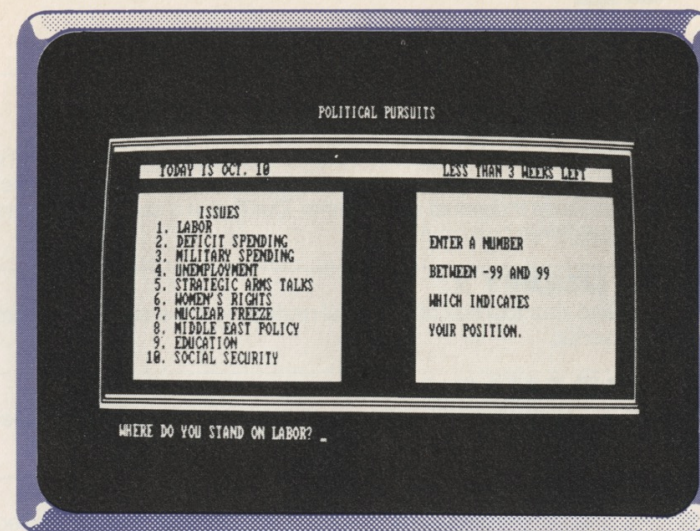 POLITICAL PURSUITS
TODAY IS OCT. 10
LESS THAN 3 WEEKS LEFT
ISSUES
1. LABOR
2. DEFICIT SPENDING
3. MILITARY SPENDING
4. UNEMPLOYMENT
5. STRATEGIC ARMS TALKS
6. WOMEN'S RIGHTS
7. NUCLEAR FREEZE
8. MIDDLE EAST POLICY
9. EDUCATION
10. SOCIAL SECURITY
ENTER A NUMBER
BETWEEN -99 AND 99
WHICH INDICATES
YOUR POSITION.
WHERE DO YOU STAND ON LABOR? _